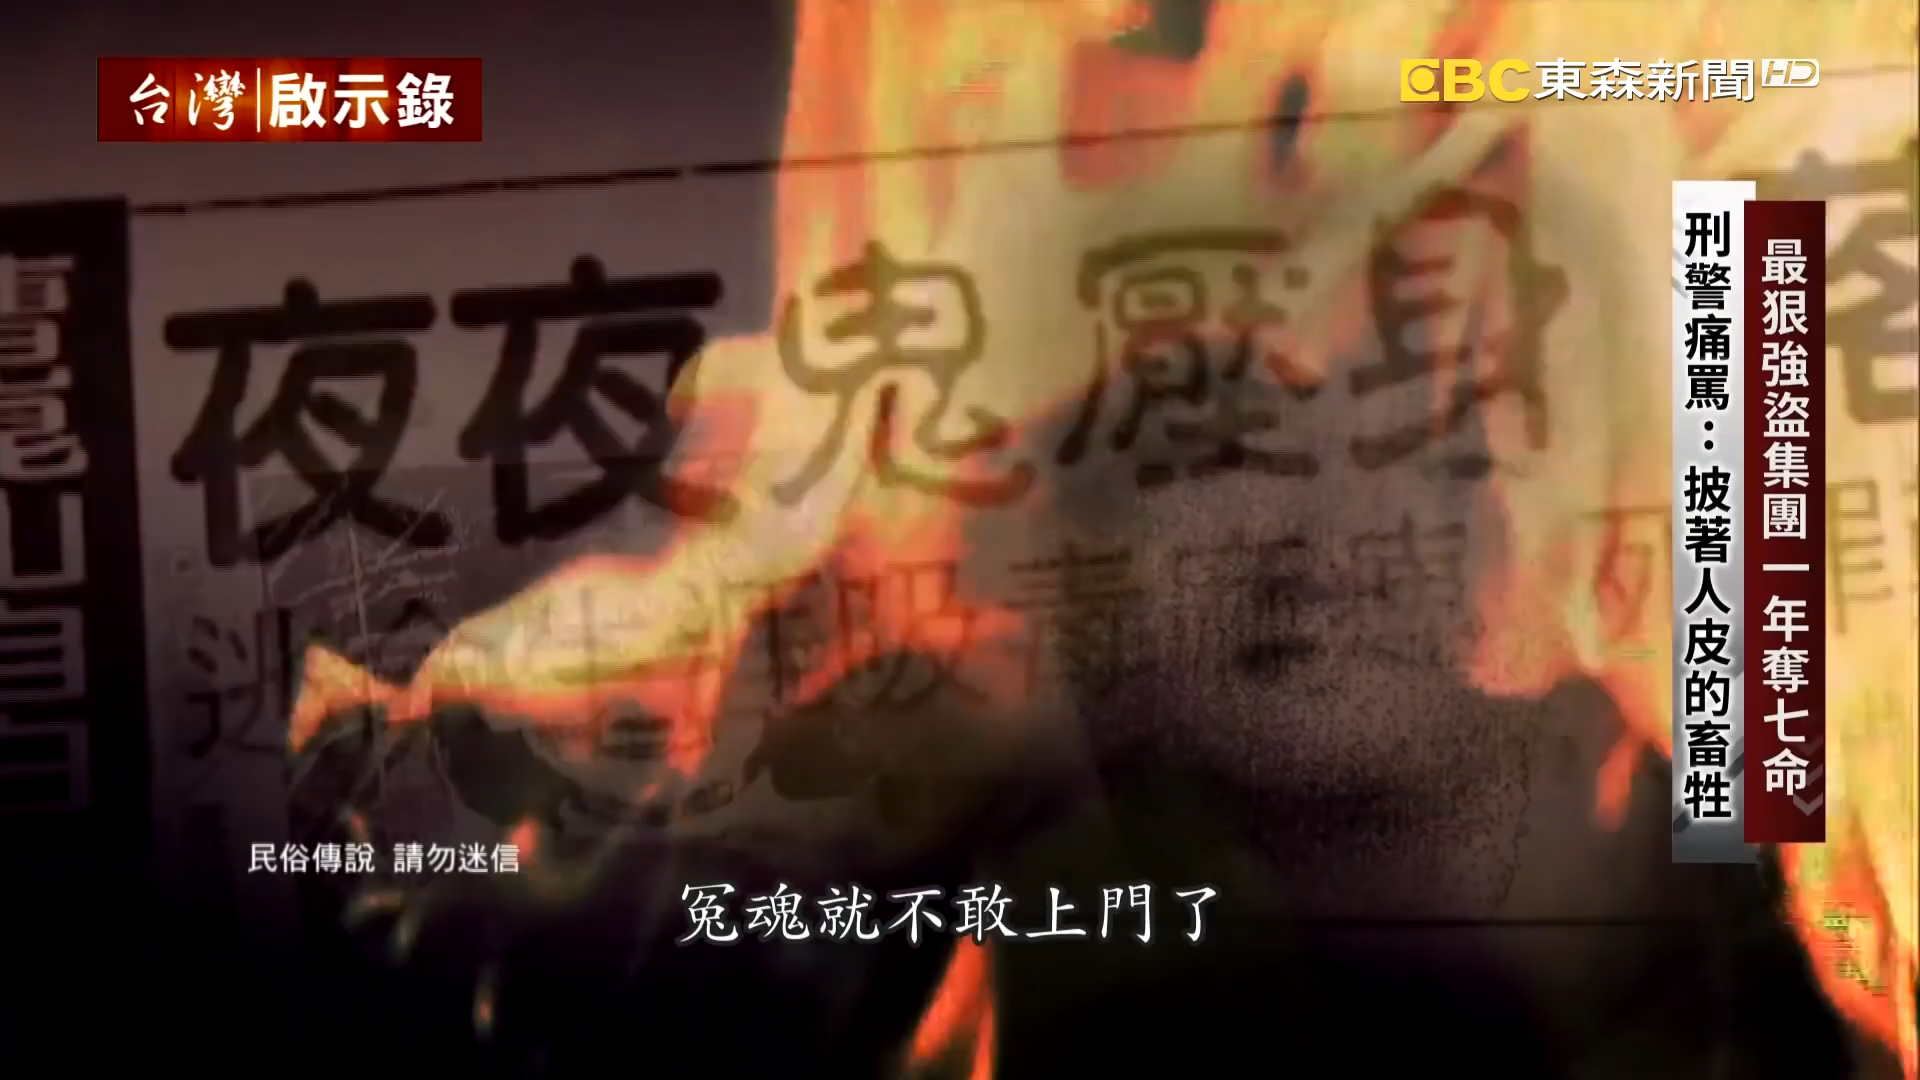 台灣啟示錄
EBC東森新聞HD
最狠強盜集團一年奪七命
刑警痛罵：披著人皮的畜牲
夜夜鬼壓身
民俗傳說 請勿迷信
冤魂就不敢上門了